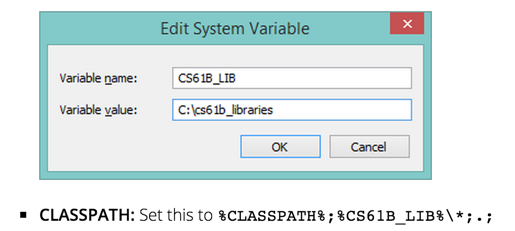 Edit System Variable
x
Variable name: CS61B_LIB
Variable value: C:\cs61b_libraries
OK Cancel
▪ CLASSPATH: Set this to %CLASSPATH%;%CS61B_LIB%\*;.;